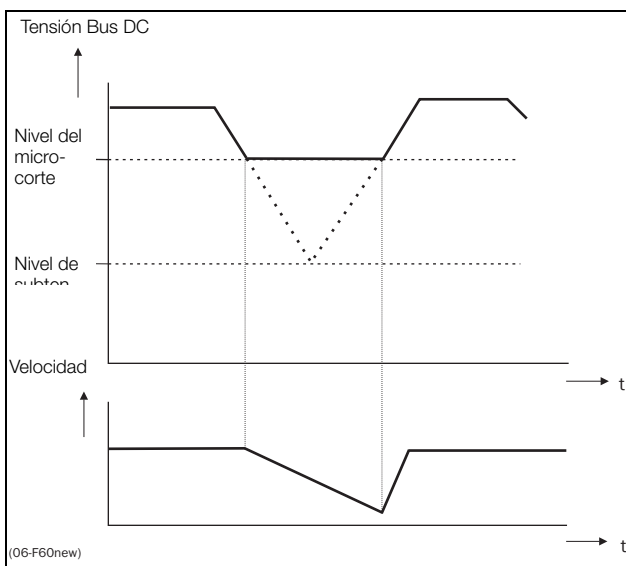 Tensión Bus DC
Nivel del
micro-
corte
Nivel de
t
Velocidad
t
(06-F60new)